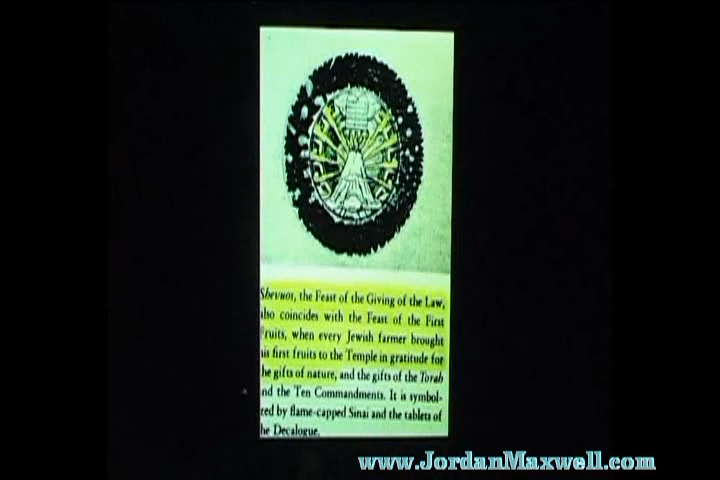 Shevuos, the Feast of the Giving of the Law,
also coincides with the Feast of the First
Fruits, when every Jewish farmer brought
his first fruits to the Temple in gratitude for
the gifts of nature, and the gifts of the Torah
and the Ten Commandments. It is symbol-
zed by flame-capped Sinai and the tablets of
he Decalogue.
www.JordanMaxwell.com